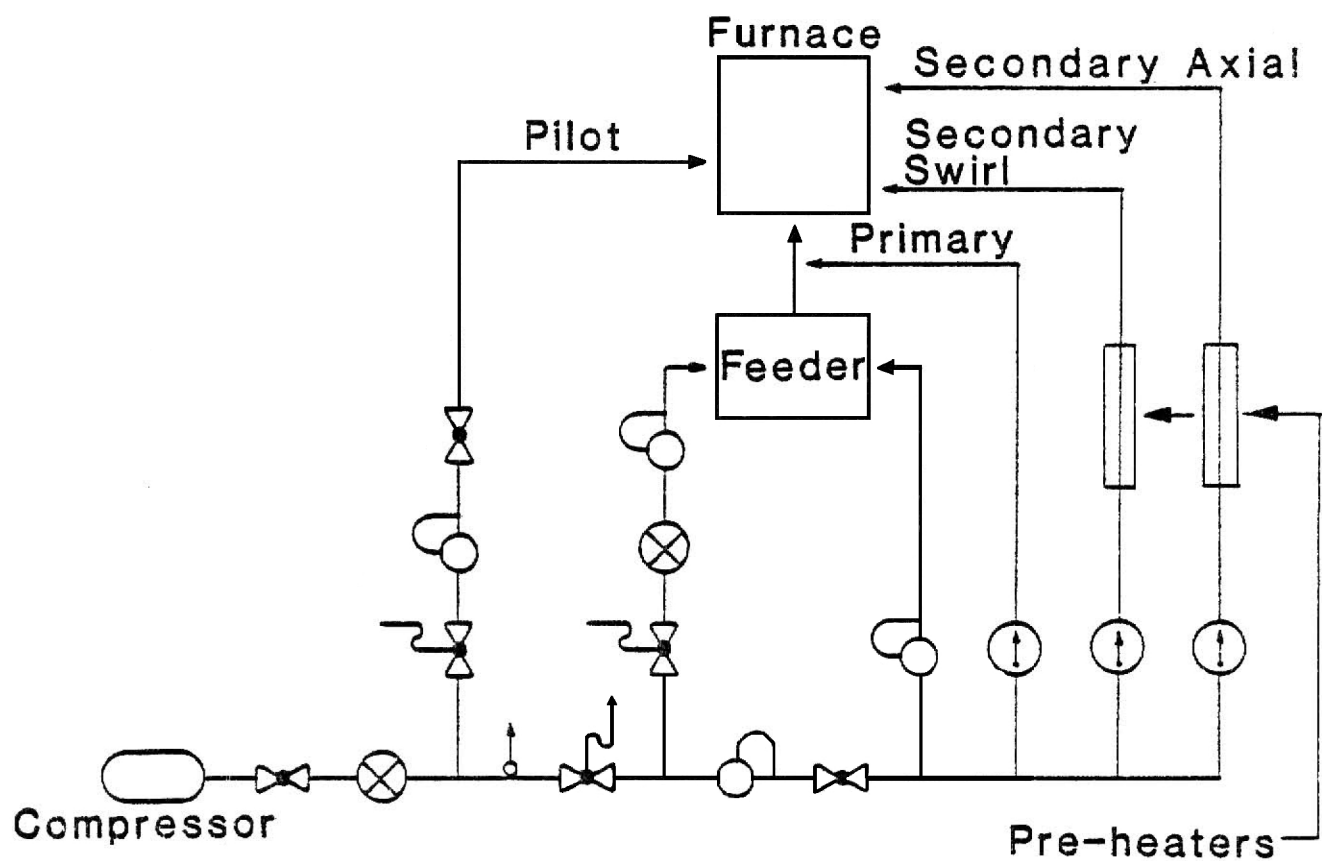 Furnace
Secondary Axial
Pilot
Secondary
Swirl
Primary
Feeder
Compressor
Pre-heaters